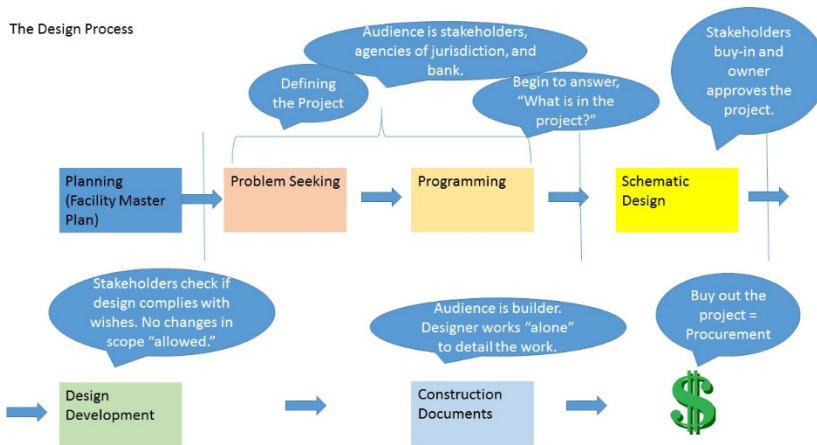 The Design Process
Audience is stakeholders,
agencies of jurisdiction, and
bank.
Stakeholders
buy-in and
owner
approves the
project.
Defining
the Project
Begin to answer,
“What is in the
project?”
Planning
(Facility Master
Plan)
Problem Seeking
Programming
Schematic
Design
Stakeholders check if
design complies with
wishes. No changes in
scope “allowed.”
Audience is builder.
Designer works “alone”
to detail the work.
Buy out the
project =
Procurement
Design
Development
Construction
Documents
$